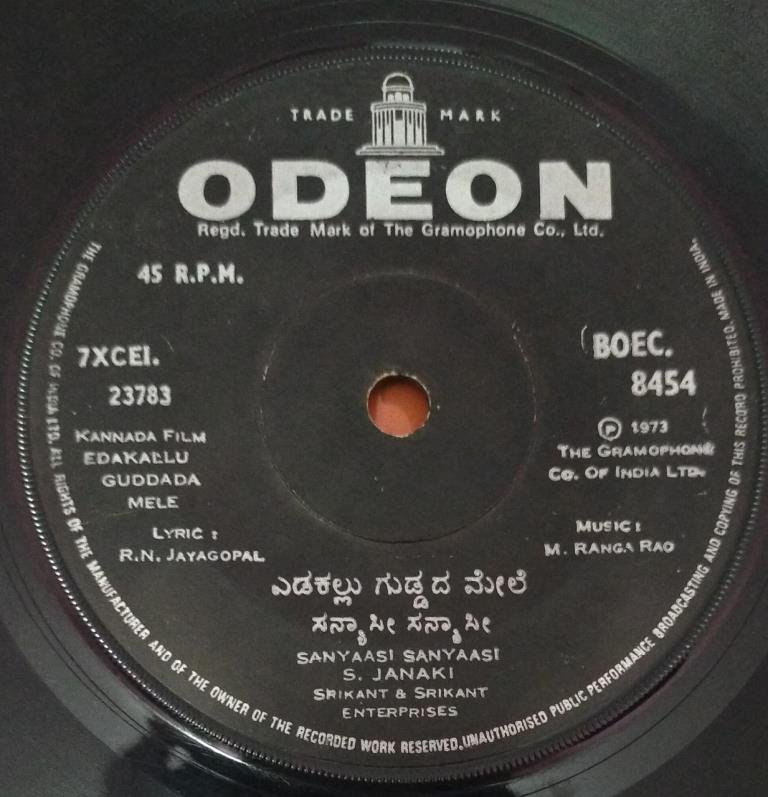 TRADE MARK
ODEON
Regd. Trade Mark of The Gramophone Co., Ltd.
45 R.P.M.
7XCEI.
23783
BOEC.
8454
KANNADA FILM
EDAKALLU
GUDDADA
MELE
LYRIC :
R.N. JAYAGOPAL
Ⓟ 1973
THE GRAMOPHONE
CO. OF INDIA LTD.
MUSIC :
M. RANGA RAO
ಎಡಕಲ್ಲು ಗುಡ್ಡದ ಮೇಲೆ
ಸನ್ಯಾಸೀ ಸನ್ಯಾಸೀ
SANYAASI SANYAASI
S. JANAKI
SRIKANT & SRIKANT
ENTERPRISES
THE GRAMOPHONE CO. OF INDIA LTD. ALL RIGHTS OF THE MANUFACTURER AND OF THE OWNER OF THE RECORDED WORK RESERVED. UNAUTHORISED PUBLIC PERFORMANCE BROADCASTING AND COPYING OF THIS RECORD PROHIBITED. MADE IN INDIA.